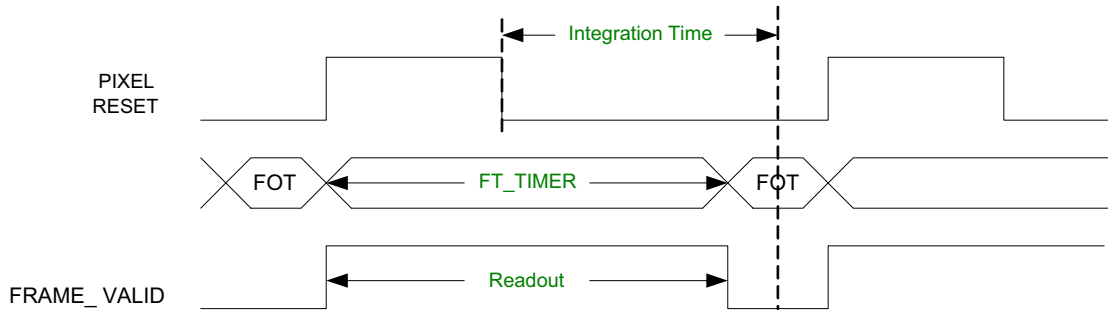 Integration Time
PIXEL
RESET
FOT
FT_TIMER
FOT
Readout
FRAME_ VALID